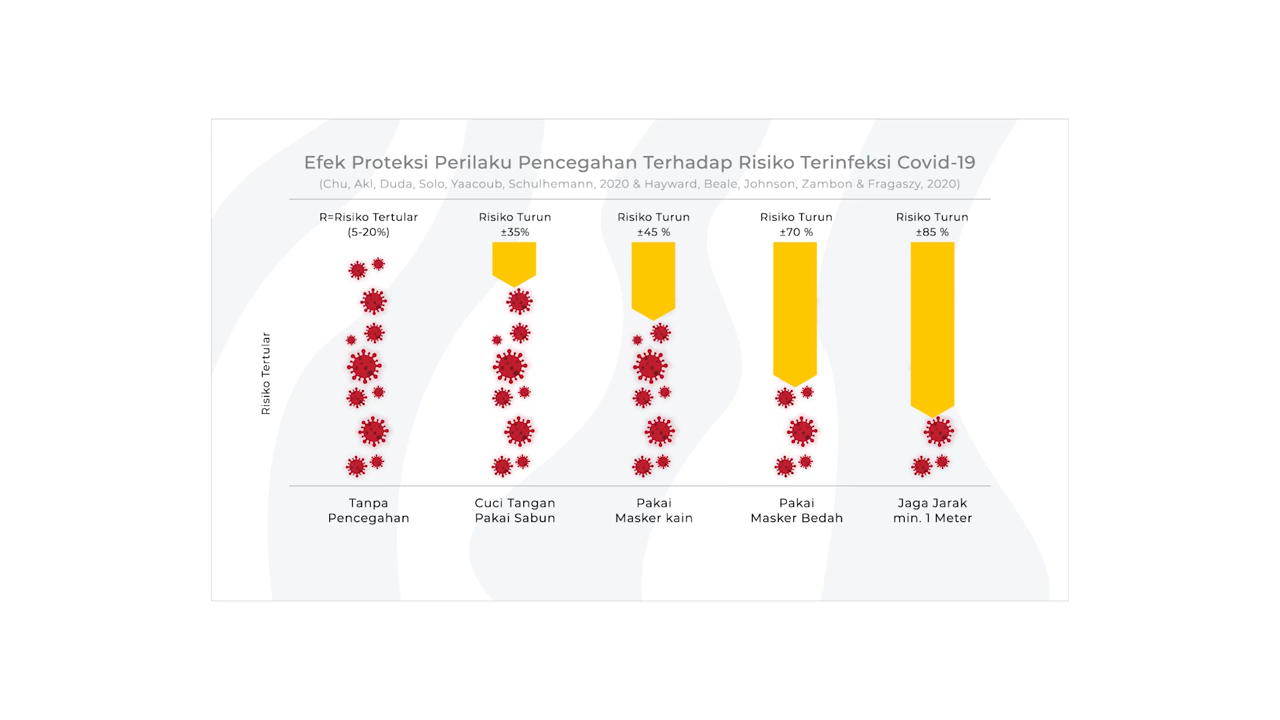 Efek Proteksi Perilaku Pencegahan Terhadap Risiko Terinfeksi Covid-19
(Chu, Akl, Duda, Solo, Yaacoub, Schulhemann, 2020 & Hayward, Beale, Johnson, Zambon & Fragaszy, 2020)
R=Risiko Tertular
(5-20%)
Risiko Turun
±35%
Risiko Turun
±45 %
Risiko Turun
±70 %
Risiko Turun
±85 %
Risiko Tertular
Tanpa
Pencegahan
Cuci Tangan
Pakai Sabun
Pakai
Masker kain
Pakai
Masker Bedah
Jaga Jarak
min. 1 Meter